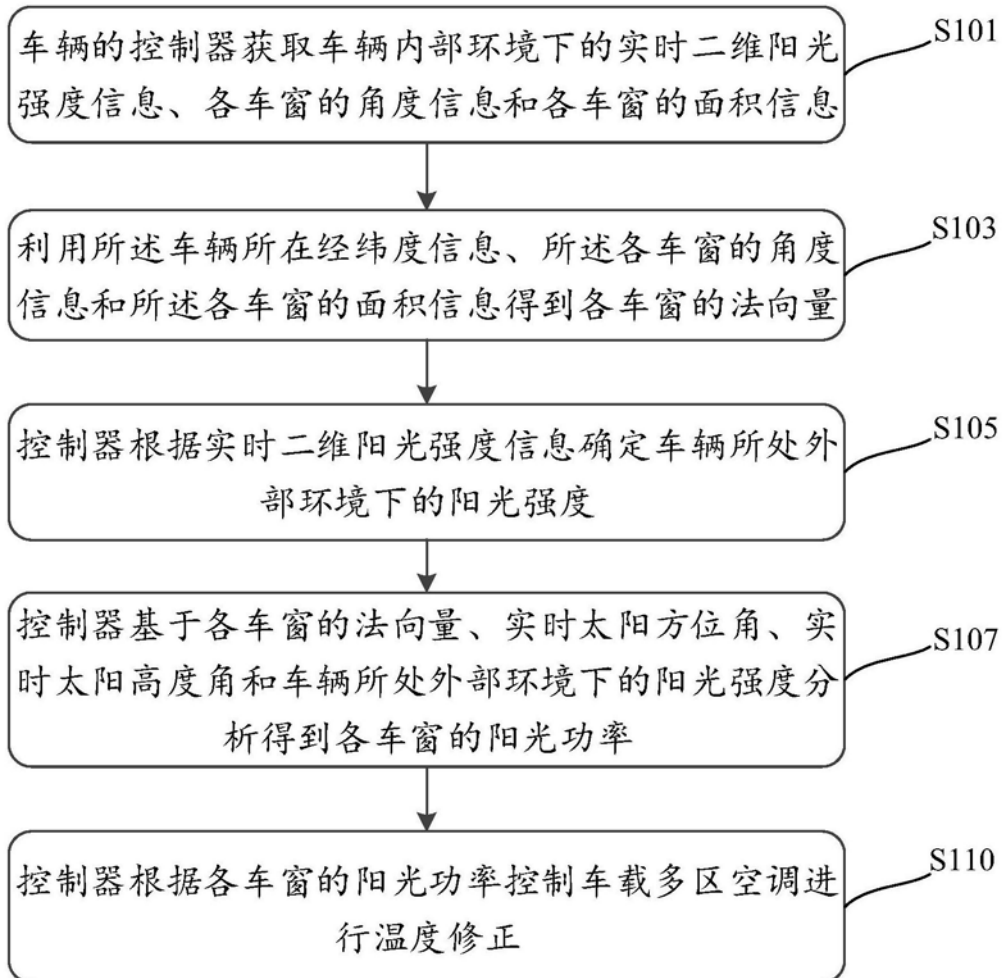 车辆的控制器获取车辆内部环境下的实时二维阳光
强度信息、各车窗的角度信息和各车窗的面积信息
S101
利用所述车辆所在经纬度信息、所述各车窗的角度
信息和所述各车窗的面积信息得到各车窗的法向量
S103
控制器根据实时二维阳光强度信息确定车辆所处外
部环境下的阳光强度
S105
控制器基于各车窗的法向量、实时太阳方位角、实
时太阳高度角和车辆所处外部环境下的阳光强度分
析得到各车窗的阳光功率
S107
控制器根据各车窗的阳光功率控制车载多区空调进
行温度修正
S110